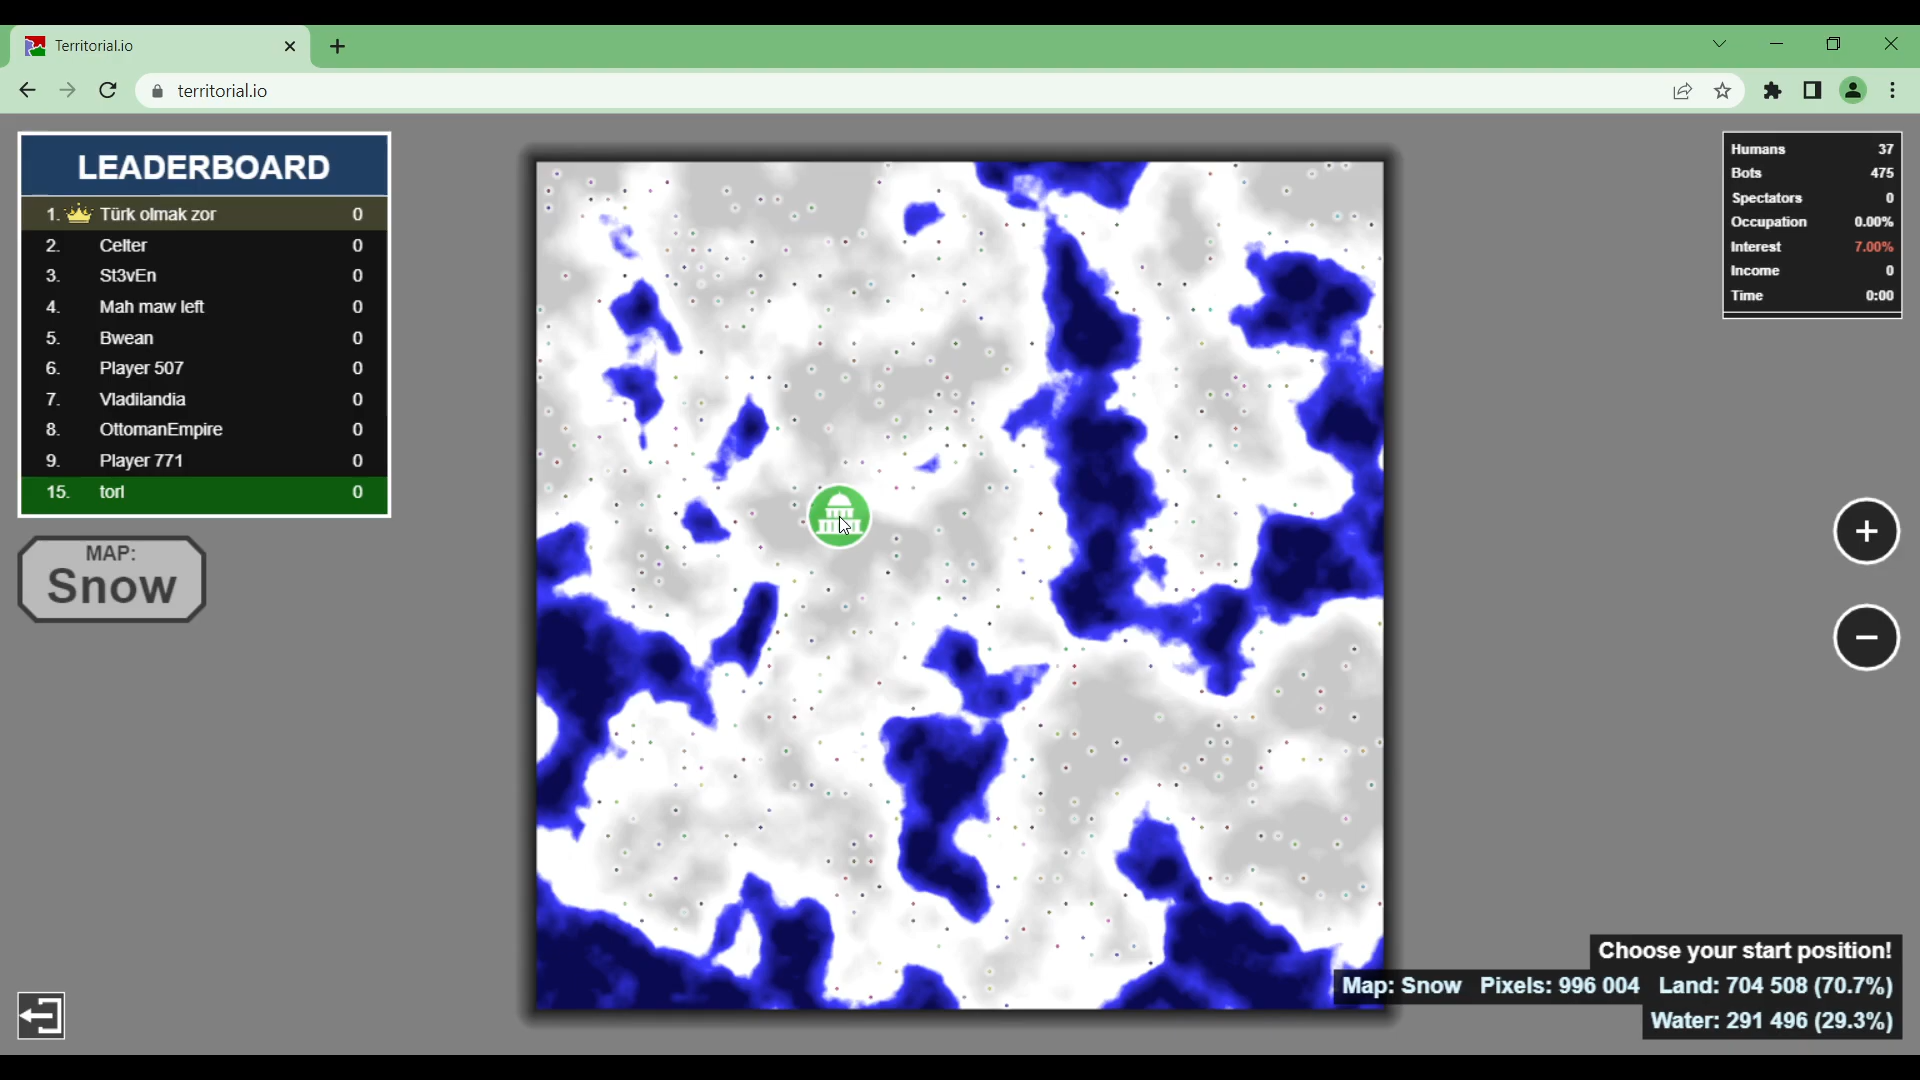 Territorial.io
territorial.io
LEADERBOARD
1. Türk olmak zor 0
2. Celter 0
3. St3vEn 0
4. Mah maw left 0
5. Bwean 0
6. Player 507 0
7. Vladilandia 0
8. OttomanEmpire 0
9. Player 771 0
15. torl 0
MAP:
Snow
Humans 37
Bots 475
Spectators 0
Occupation 0.00%
Interest 7.00%
Income 0
Time 0:00
Choose your start position!
Map: Snow Pixels: 996 004 Land: 704 508 (70.7%)
Water: 291 496 (29.3%)